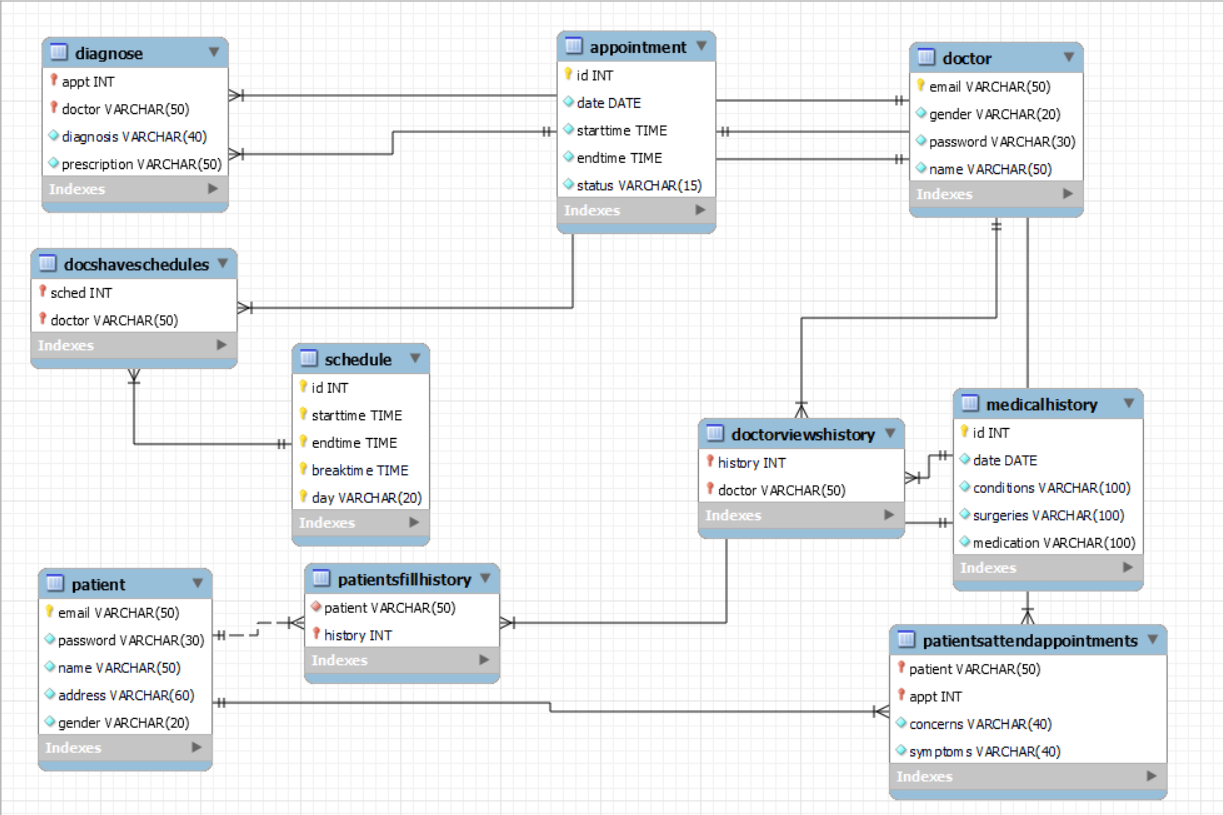 diagnose
appt INT
doctor VARCHAR(50)
diagnosis VARCHAR(40)
prescription VARCHAR(50)
Indexes
appointment
id INT
date DATE
starttime TIME
endtime TIME
status VARCHAR(15)
Indexes
doctor
email VARCHAR(50)
gender VARCHAR(20)
password VARCHAR(30)
name VARCHAR(50)
Indexes
docshaveschedules
sched INT
doctor VARCHAR(50)
Indexes
schedule
id INT
starttime TIME
endtime TIME
breaktime TIME
day VARCHAR(20)
Indexes
doctorviewshistory
history INT
doctor VARCHAR(50)
Indexes
medicalhistory
id INT
date DATE
conditions VARCHAR(100)
surgeries VARCHAR(100)
medication VARCHAR(100)
Indexes
patient
email VARCHAR(50)
password VARCHAR(30)
name VARCHAR(50)
address VARCHAR(60)
gender VARCHAR(20)
Indexes
patientsfillhistory
patient VARCHAR(50)
history INT
Indexes
patientsattendappointments
patient VARCHAR(50)
appt INT
concerns VARCHAR(40)
symptoms VARCHAR(40)
Indexes